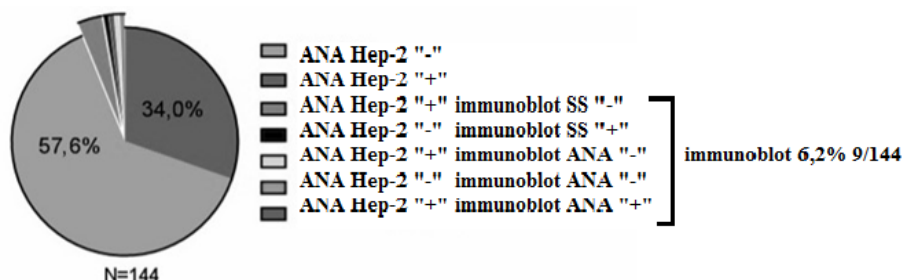 34,0%
57,6%
N=144
ANA Hep-2 "-"
ANA Hep-2 "+"
ANA Hep-2 "+" immunoblot SS "-"
ANA Hep-2 "-" immunoblot SS "+"
ANA Hep-2 "+" immunoblot ANA "-"
ANA Hep-2 "-" immunoblot ANA "-"
ANA Hep-2 "+" immunoblot ANA "+"
immunoblot 6,2% 9/144